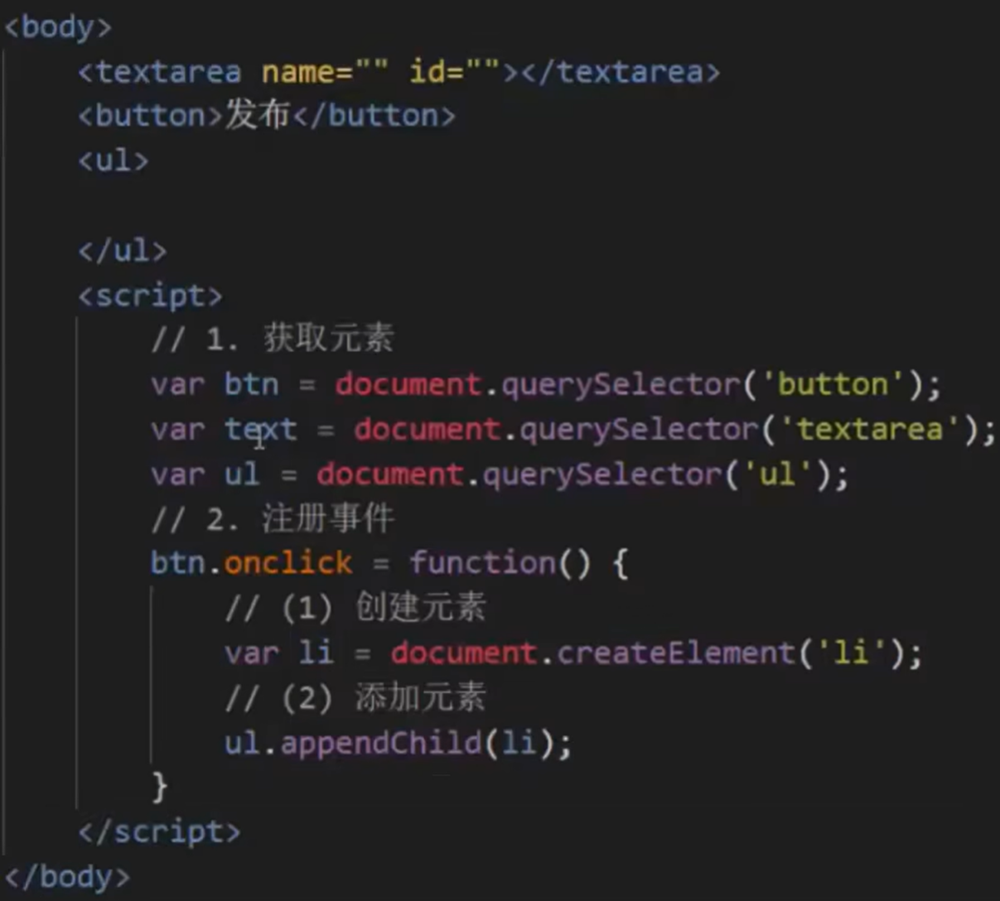 <body>
<textarea name="" id=""></textarea>
<button>发布</button>
<ul>
</ul>
<script>
// 1. 获取元素
var btn = document.querySelector('button');
var text = document.querySelector('textarea');
var ul = document.querySelector('ul');
// 2. 注册事件
btn.onclick = function() {
// (1) 创建元素
var li = document.createElement('li');
// (2) 添加元素
ul.appendChild(li);
}
</script>
</body>